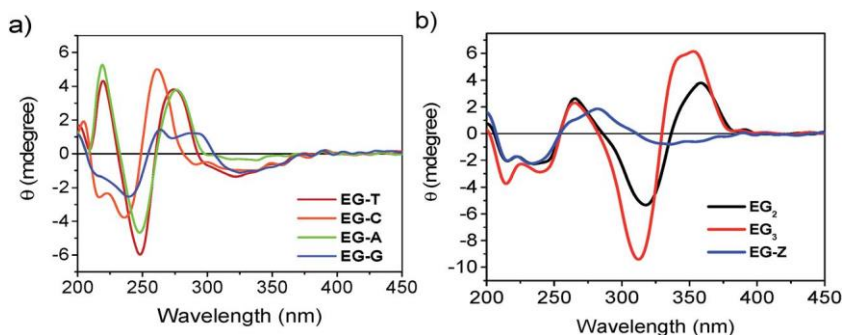 a)
θ (mdegree)
6
4
2
0
-2
-4
-6
EG-T
EG-C
EG-A
EG-G
200 250 300 350 400 450
Wavelength (nm)
b)
θ (mdegree)
6
4
2
0
-2
-4
-6
-8
-10
EG₂
EG₃
EG-Z
200 250 300 350 400 450
Wavelength (nm)